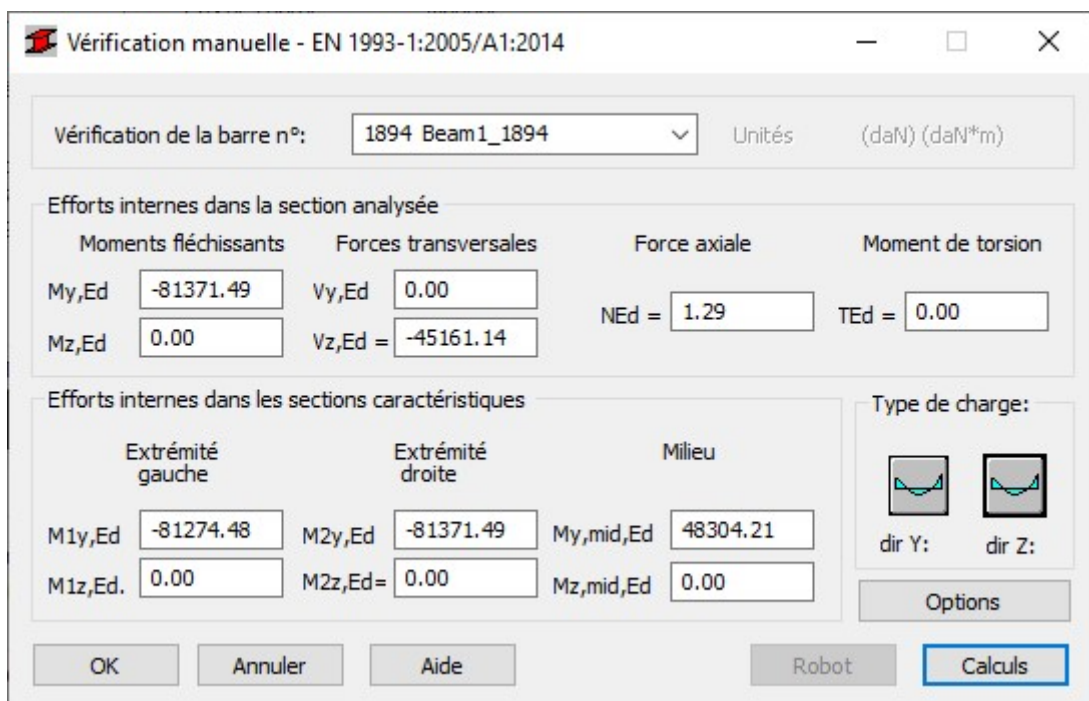 Vérification manuelle - EN 1993-1:2005/A1:2014
Vérification de la barre n°: 1894 Beam1_1894 Unités (daN) (daN*m)
Efforts internes dans la section analysée
Moments fléchissants Forces transversales Force axiale Moment de torsion
My,Ed -81371.49 Vy,Ed 0.00
NEd = 1.29 TEd = 0.00
Mz,Ed 0.00 Vz,Ed = -45161.14
Efforts internes dans les sections caractéristiques
Type de charge:
Extrémité gauche Extrémité droite Milieu
M1y,Ed -81274.48 M2y,Ed -81371.49 My,mid,Ed 48304.21
dir Y: dir Z:
M1z,Ed. 0.00 M2z,Ed= 0.00 Mz,mid,Ed 0.00
Options
OK Annuler Aide Robot Calculs